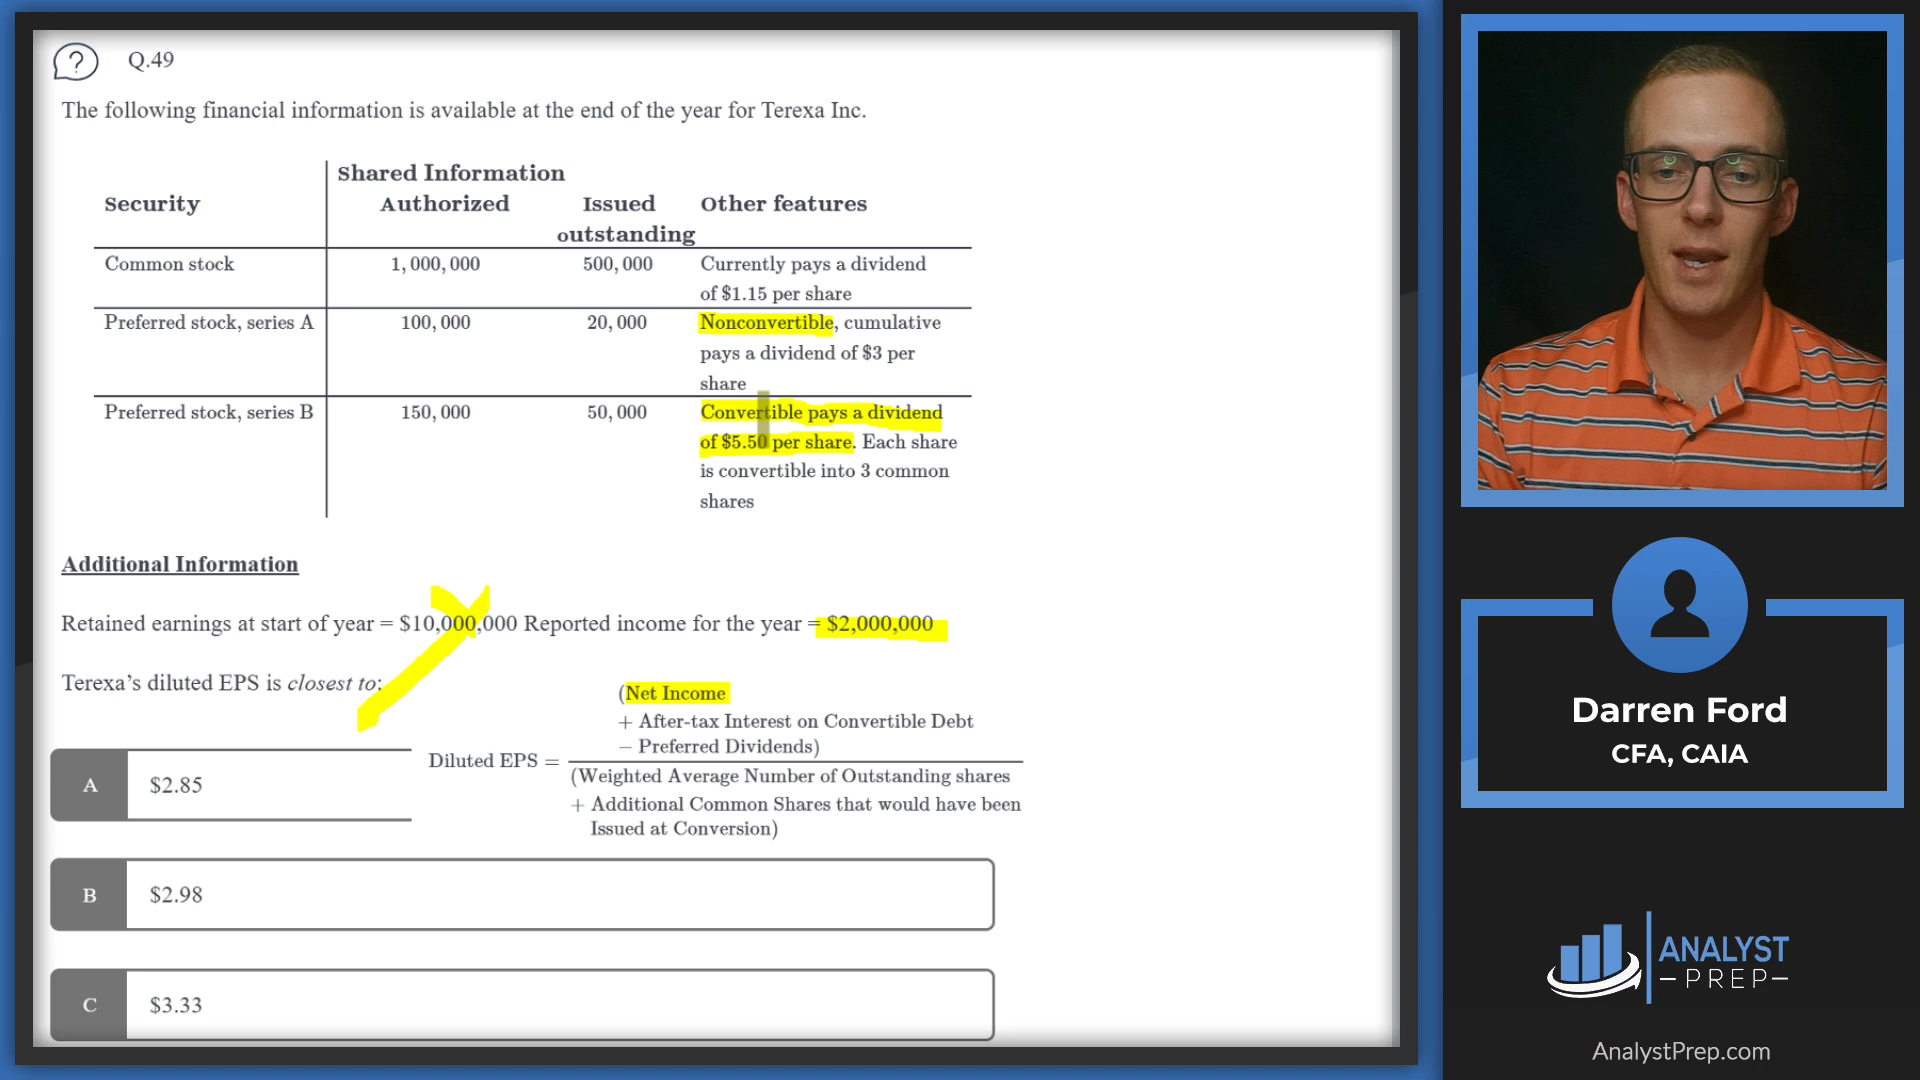 ?
Q.49
The following financial information is available at the end of the year for Terexa Inc.
Shared Information
Security Authorized Issued Other features
outstanding
Common stock 1,000,000 500,000 Currently pays a dividend
of $1.15 per share
Preferred stock, series A 100,000 20,000 Nonconvertible, cumulative
pays a dividend of $3 per
share
Preferred stock, series B 150,000 50,000 Convertible pays a dividend
of $5.50 per share. Each share
is convertible into 3 common
shares
Additional Information
Retained earnings at start of year = $10,000,000 Reported income for the year = $2,000,000
Terexa's diluted EPS is closest to:
(Net Income
+ After-tax Interest on Convertible Debt
− Preferred Dividends)
Diluted EPS =
(Weighted Average Number of Outstanding shares
+ Additional Common Shares that would have been
Issued at Conversion)
A $2.85
B $2.98
C $3.33
Darren Ford
CFA, CAIA
ANALYST
–PREP–
AnalystPrep.com